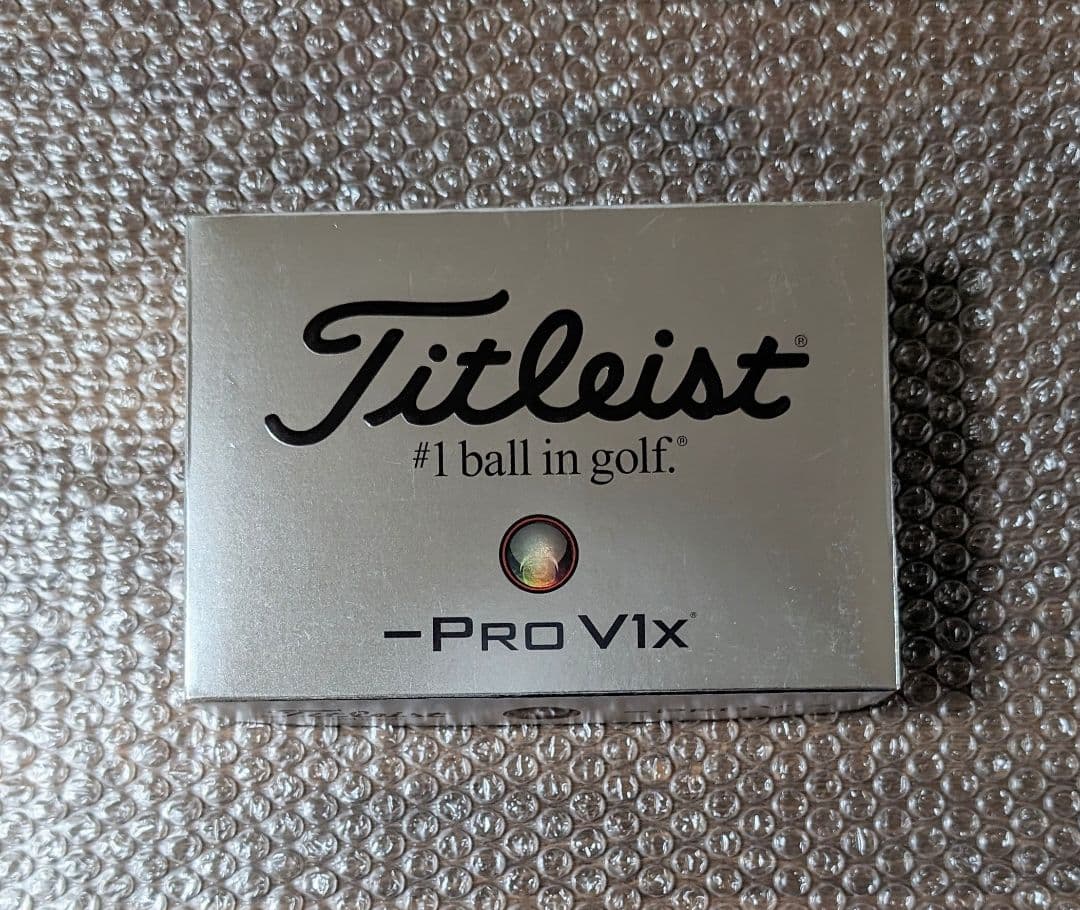 Titleist®
#1 ball in golf.®
–PRO V1x®